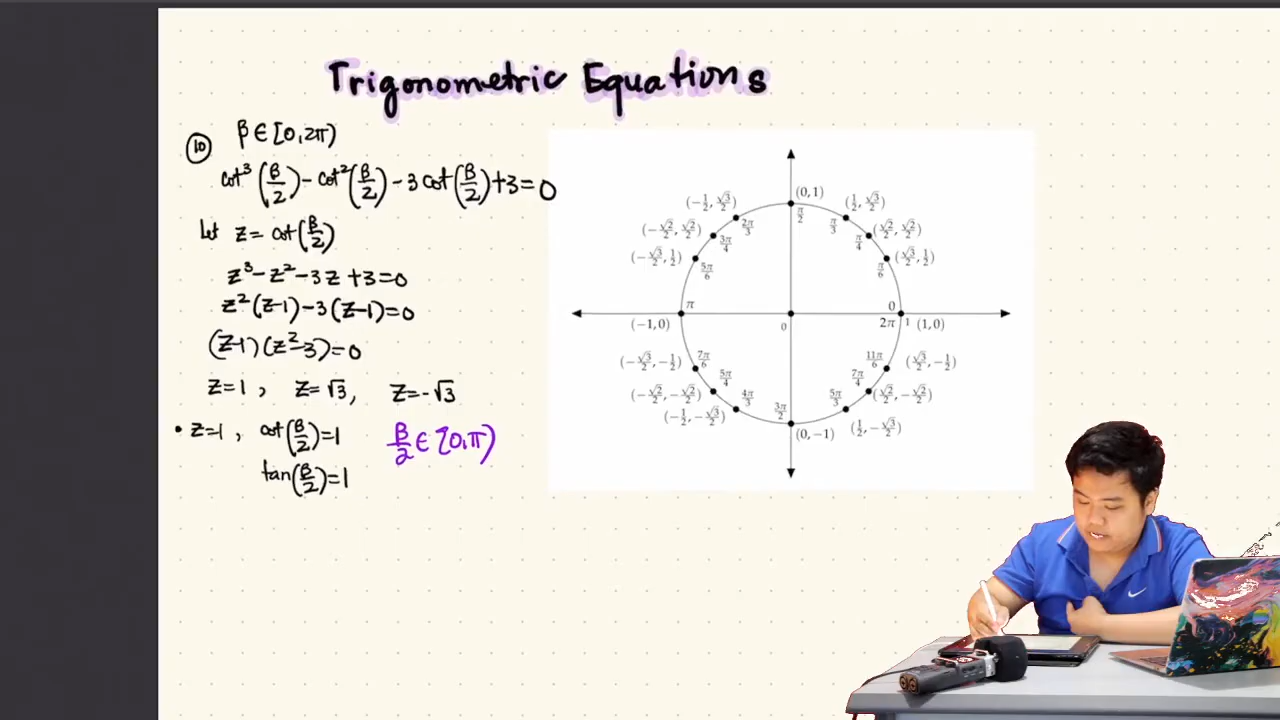 Trigonometric Equations
⑩ β ∈ [0, 2π)
cot³(β/2) - cot²(β/2) - 3 cot(β/2) + 3 = 0
Let z = cot(β/2)
z³ - z² - 3z + 3 = 0
z²(z-1) - 3(z-1) = 0
(z-1)(z²-3) = 0
z = 1, z = √3, z = -√3
• z = 1, cot(β/2) = 1 β/2 ∈ [0, π)
tan(β/2) = 1
(0, 1)
π/2
(-1/2, √3/2) 2π/3
(1/2, √3/2) π/3
(-√2/2, √2/2) 3π/4
(√2/2, √2/2) π/4
(-√3/2, 1/2) 5π/6
(√3/2, 1/2) π/6
π 0
(-1, 0) 0 2π 1 (1, 0)
(-√3/2, -1/2) 7π/6
11π/6 (√3/2, -1/2)
(-√2/2, -√2/2) 5π/4
7π/4 (√2/2, -√2/2)
(-1/2, -√3/2) 4π/3
5π/3 (1/2, -√3/2)
3π/2
(0, -1)